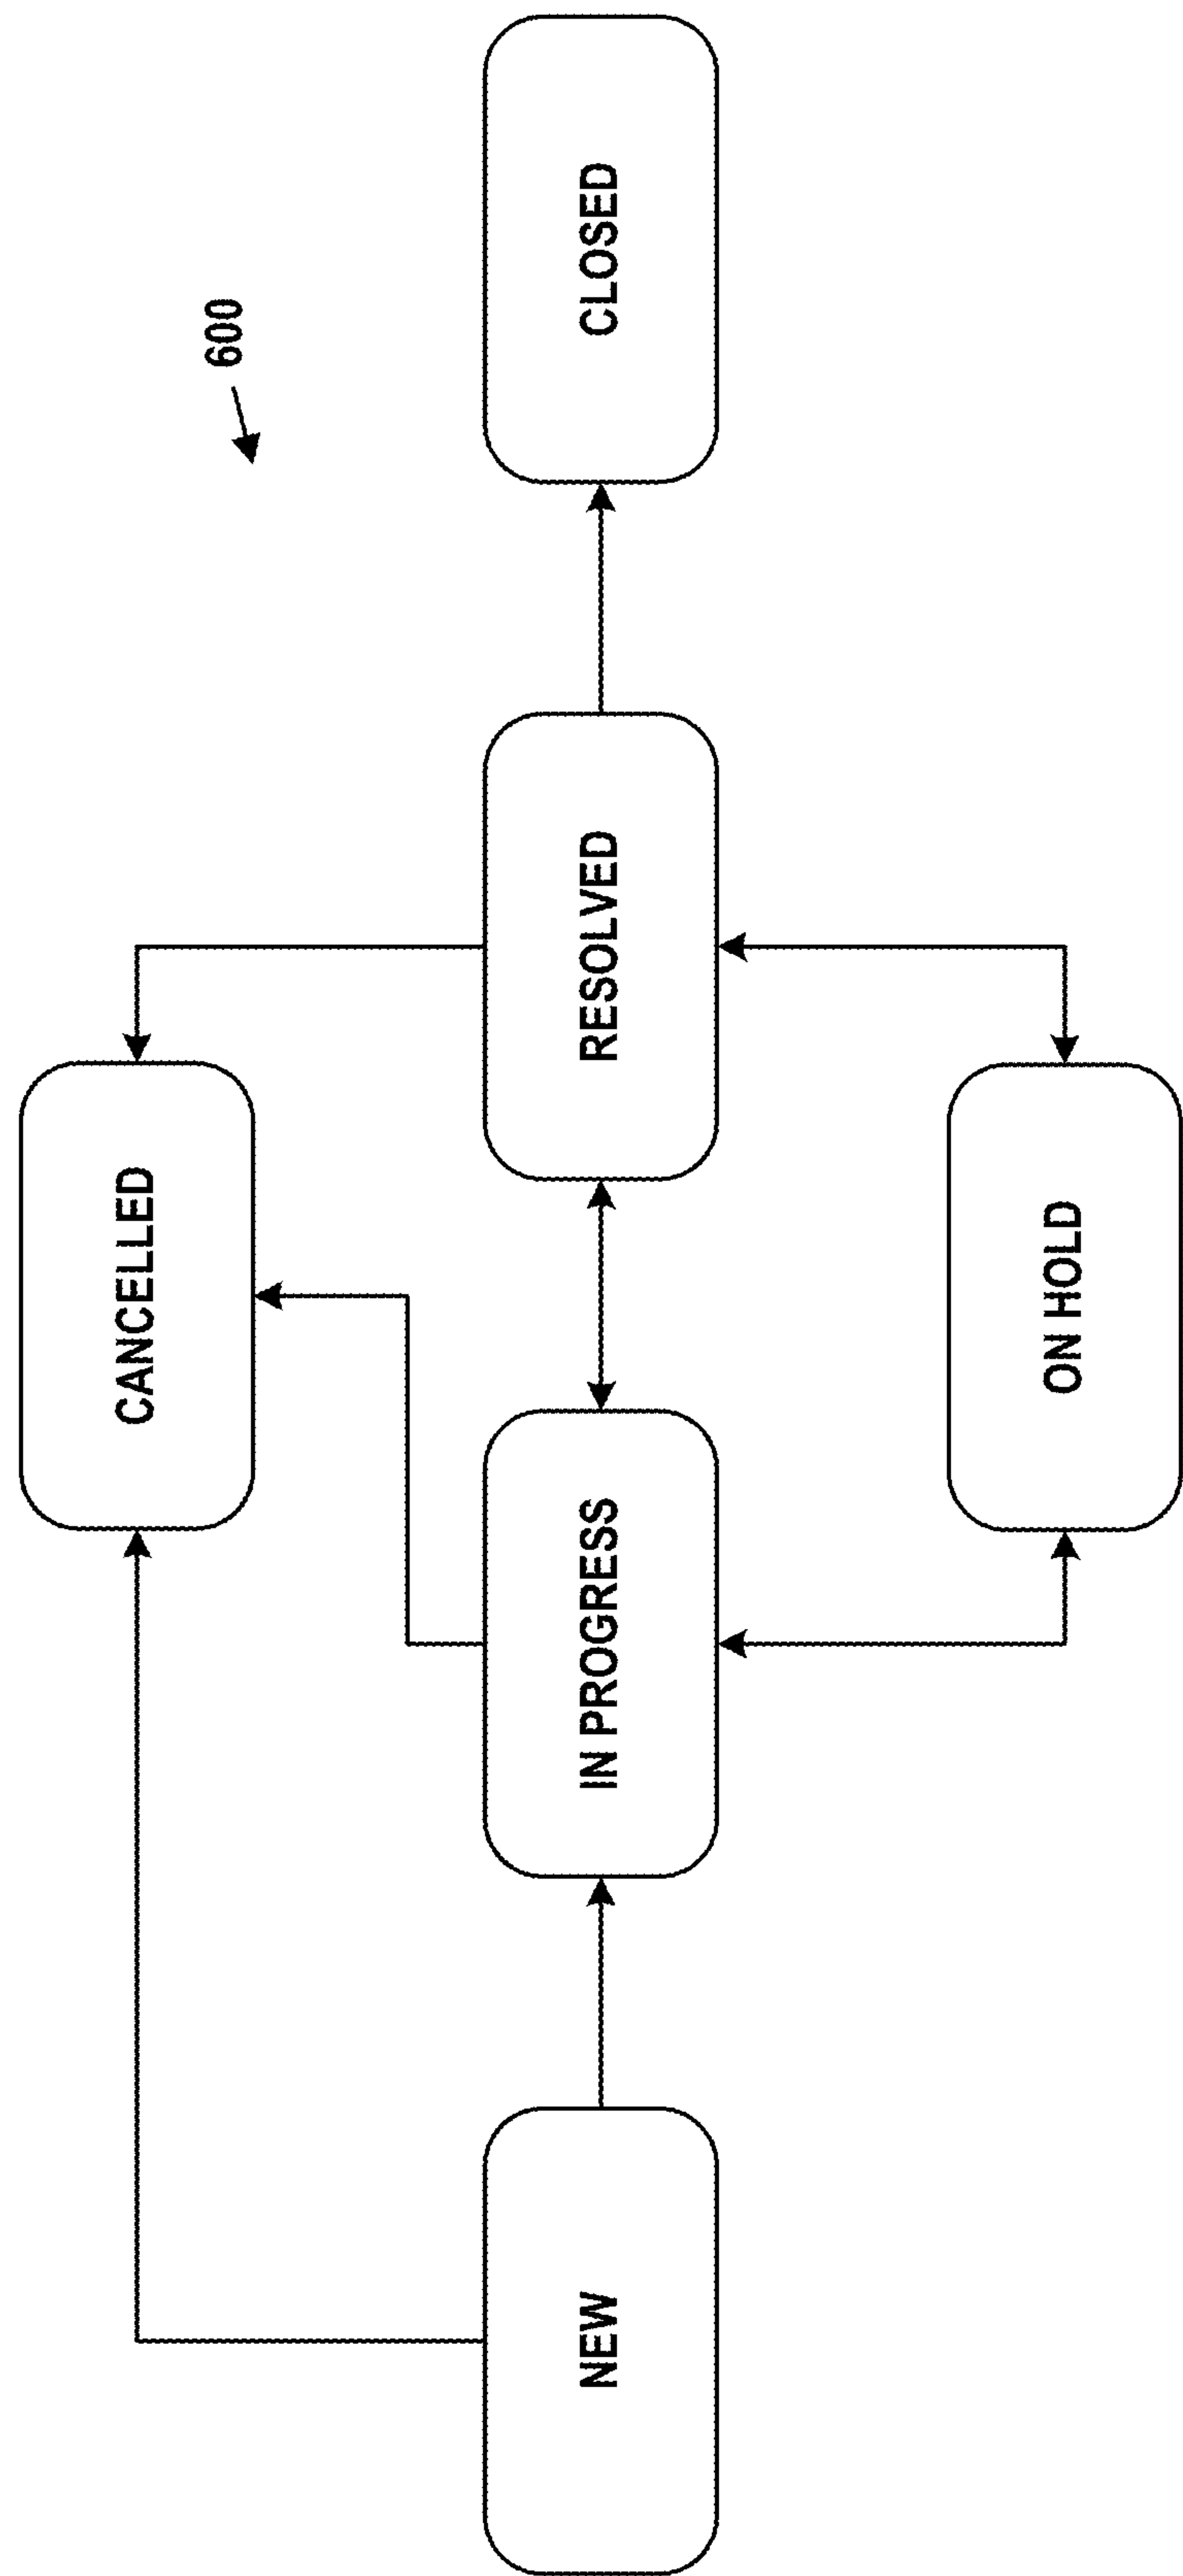 600
CANCELLED
NEW
IN PROGRESS
RESOLVED
CLOSED
ON HOLD